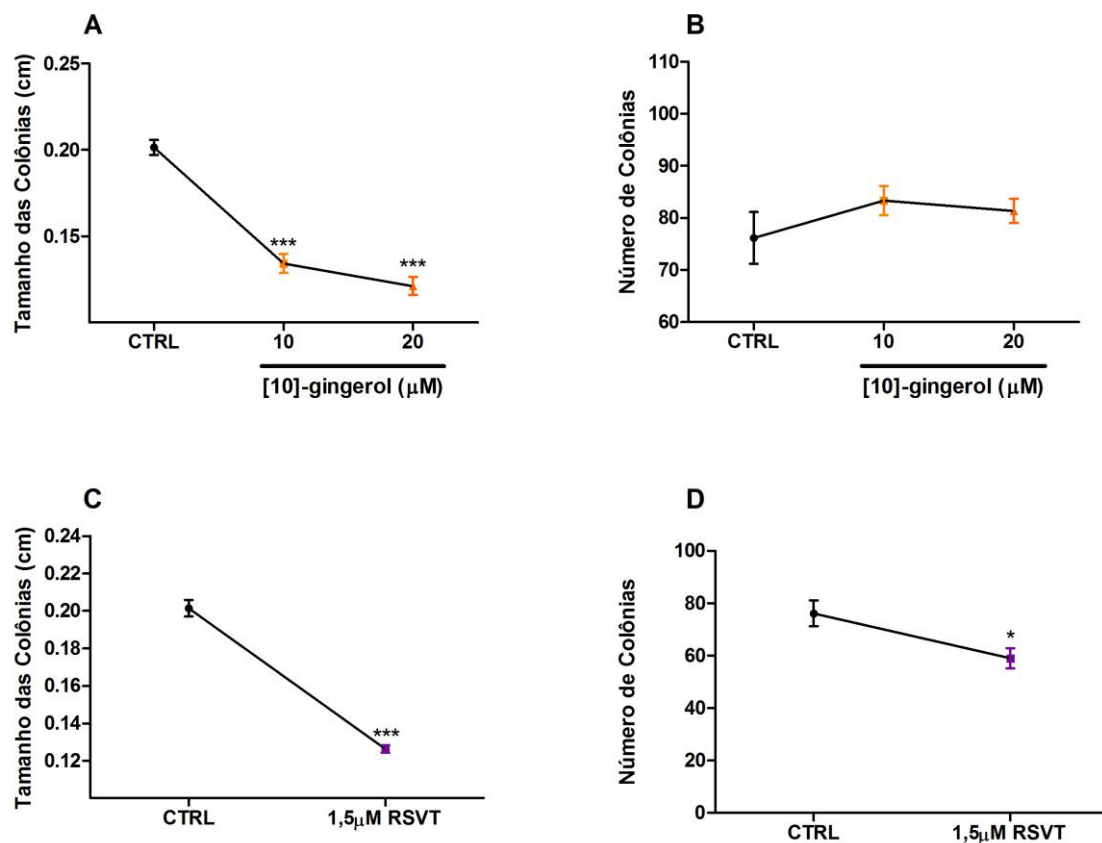 A
Tamanho das Colônias (cm)
0.25
0.20
0.15
***
***
CTRL
10
20
[10]-gingerol (µM)
B
Número de Colônias
110
100
90
80
70
60
CTRL
10
20
[10]-gingerol (µM)
C
Tamanho das Colônias (cm)
0.24
0.22
0.20
0.18
0.16
0.14
0.12
***
CTRL
1,5µM RSVT
D
Número de Colônias
100
80
60
40
20
0
*
CTRL
1,5µM RSVT